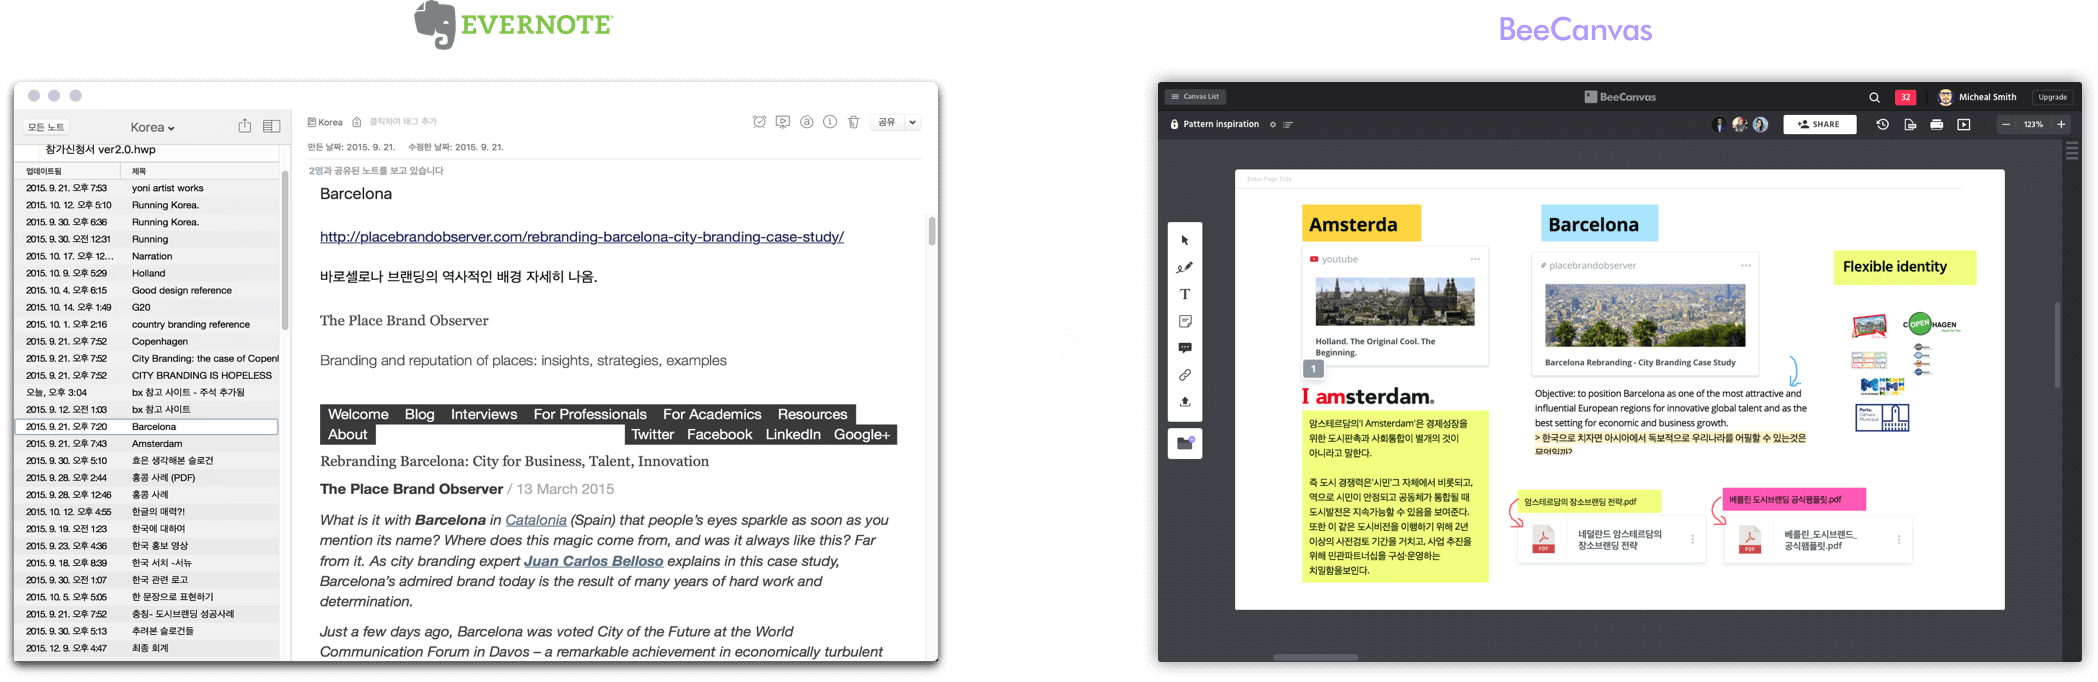 EVERNOTE
BeeCanvas
모든 노트
Korea
참가신청서 ver2.0.hwp
업데이트됨 제목
2015. 9. 21. 오후 7:53 yoni artist works
2015. 10. 12. 오후 5:10 Running Korea.
2015. 9. 30. 오후 6:36 Running Korea.
2015. 9. 30. 오전 12:31 Running
2015. 10. 17. 오후 12... Narration
2015. 10. 9. 오후 5:29 Holland
2015. 10. 4. 오후 6:15 Good design reference
2015. 10. 14. 오후 1:49 G20
2015. 10. 1. 오후 2:16 country branding reference
2015. 9. 21. 오후 7:52 Copenhagen
2015. 9. 21. 오후 7:52 City Branding: the case of Copenl
2015. 9. 21. 오후 7:52 CITY BRANDING IS HOPELESS
오늘, 오후 3:04 bx 참고 사이트 - 주석 추가됨
2015. 9. 12. 오전 1:03 bx 참고 사이트
2015. 9. 21. 오후 7:20 Barcelona
2015. 9. 21. 오후 7:43 Amsterdam
2015. 9. 30. 오후 5:10 효은 생각해본 슬로건
2015. 9. 28. 오후 2:44 홍콩 사례 (PDF)
2015. 9. 28. 오후 12:46 홍콩 사례
2015. 10. 12. 오후 4:55 한글의 매력?!
2015. 9. 19. 오전 1:23 한국에 대하여
2015. 9. 23. 오후 4:36 한국 홍보 영상
2015. 9. 18. 오후 8:39 한국 서치 -서뉴
2015. 9. 30. 오전 1:07 한국 관련 로고
2015. 10. 5. 오후 5:05 한 문장으로 표현하기
2015. 9. 21. 오후 7:52 충칭- 도시브랜딩 성공사례
2015. 9. 30. 오후 5:13 추려본 슬로건들
2015. 12. 9. 오후 4:47 최종 회계
Korea 클릭하여 태그 추가
공유
만든 날짜: 2015. 9. 21. 수정한 날짜: 2015. 9. 21.
2명과 공유된 노트를 보고 있습니다
Barcelona
http://placebrandobserver.com/rebranding-barcelona-city-branding-case-study/
바로셀로나 브랜딩의 역사적인 배경 자세히 나옴.
The Place Brand Observer
Branding and reputation of places: insights, strategies, examples
Welcome Blog Interviews For Professionals For Academics Resources
About Twitter Facebook LinkedIn Google+
Rebranding Barcelona: City for Business, Talent, Innovation
The Place Brand Observer / 13 March 2015
What is it with Barcelona in Catalonia (Spain) that people's eyes sparkle as soon as you
mention its name? Where does this magic come from, and was it always like this? Far
from it. As city branding expert Juan Carlos Belloso explains in this case study,
Barcelona's admired brand today is the result of many years of hard work and
determination.
Just a few days ago, Barcelona was voted City of the Future at the World
Communication Forum in Davos – a remarkable achievement in economically turbulent
Canvas List
BeeCanvas
32
Micheal Smith
Upgrade
Pattern inspiration
SHARE
123%
Enter Page Title
Amsterda
youtube
Holland. The Original Cool. The
Beginning.
1
I amsterdam.
암스테르담의'I Amsterdam'은 경제성장을
위한 도시판촉과 사회통합이 별개의 것이
아니라고 말한다.
즉 도시 경쟁력은'시민'그 자체에서 비롯되고,
역으로 시민이 안정되고 공동체가 통합될 때
도시발전은 지속가능할 수 있음을 보여준다.
또한 이 같은 도시비전을 이행하기 위해 2년
이상의 사전검토 기간을 거치고, 사업 추진을
위해 민관파트너십을 구성·운영하는
치밀함을보인다.
Barcelona
placebrandobserver
Barcelona Rebranding - City Branding Case Study
Objective: to position Barcelona as one of the most attractive and
influential European regions for innovative global talent and as the
best setting for economic and business growth.
> 한국으로 치자면 아시아에서 독보적으로 우리나라를 어필할 수 있는것은
무엇일까?
Flexible identity
COPENHAGEN
Porto.
암스테르담의 장소브랜딩 전략.pdf
PDF
네덜란드 암스테르담의
장소브랜딩 전략
베를린 도시브랜딩 공식팸플릿.pdf
PDF
베를린_도시브랜드_
공식팸플릿.pdf